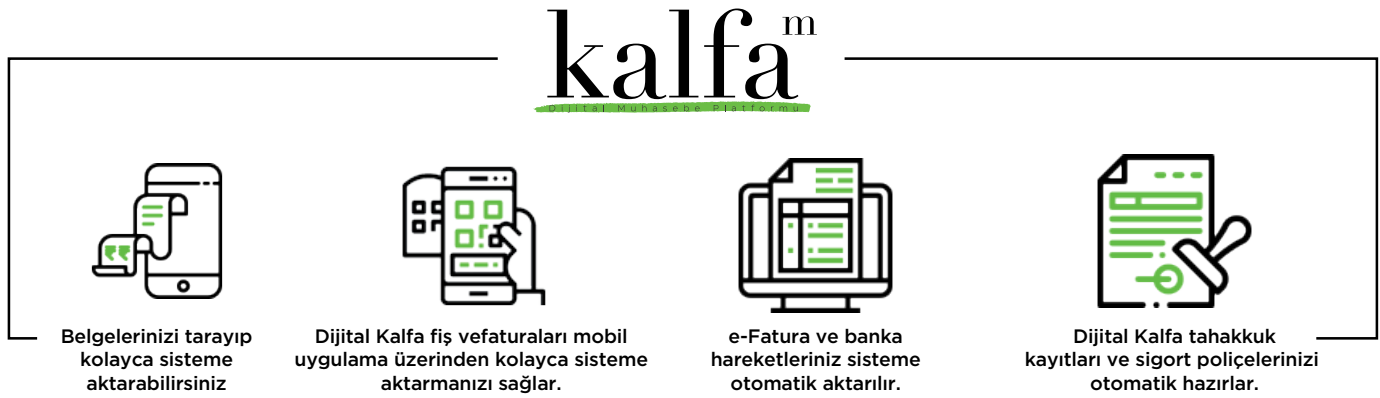 kalfa m
Dijital Muhasebe Platformu
₹₹
Belgelerinizi tarayıp
kolayca sisteme
aktarabilirsiniz
Dijital Kalfa fiş vefaturaları mobil
uygulama üzerinden kolayca sisteme
aktarmanızı sağlar.
e-Fatura ve banka
hareketleriniz sisteme
otomatik aktarılır.
Dijital Kalfa tahakkuk
kayıtları ve sigort poliçelerinizi
otomatik hazırlar.